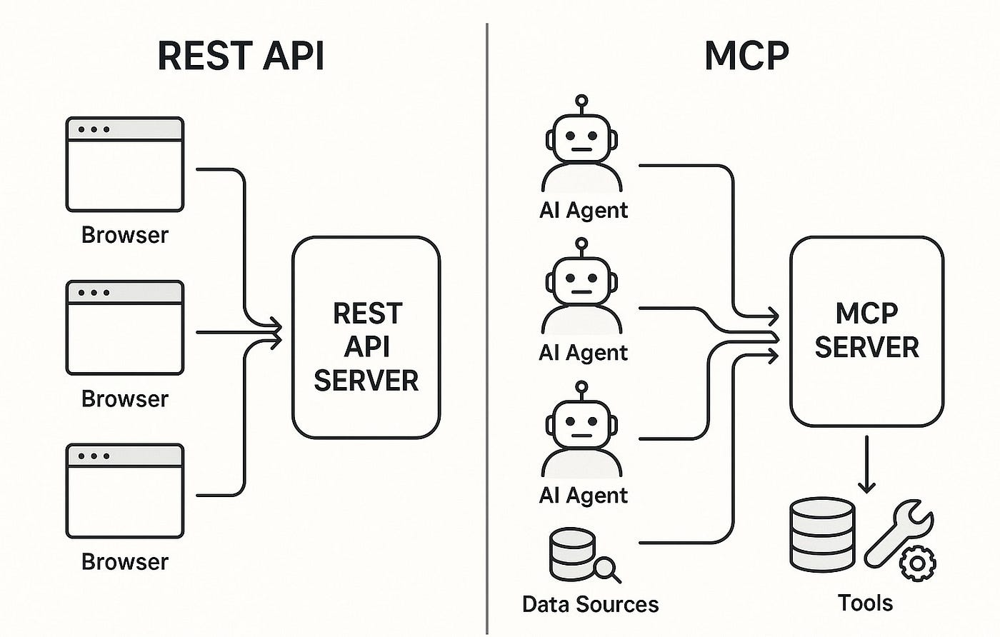 REST API
Browser
Browser
Browser
REST
API
SERVER
MCP
AI Agent
AI Agent
AI Agent
Data Sources
MCP
SERVER
Tools